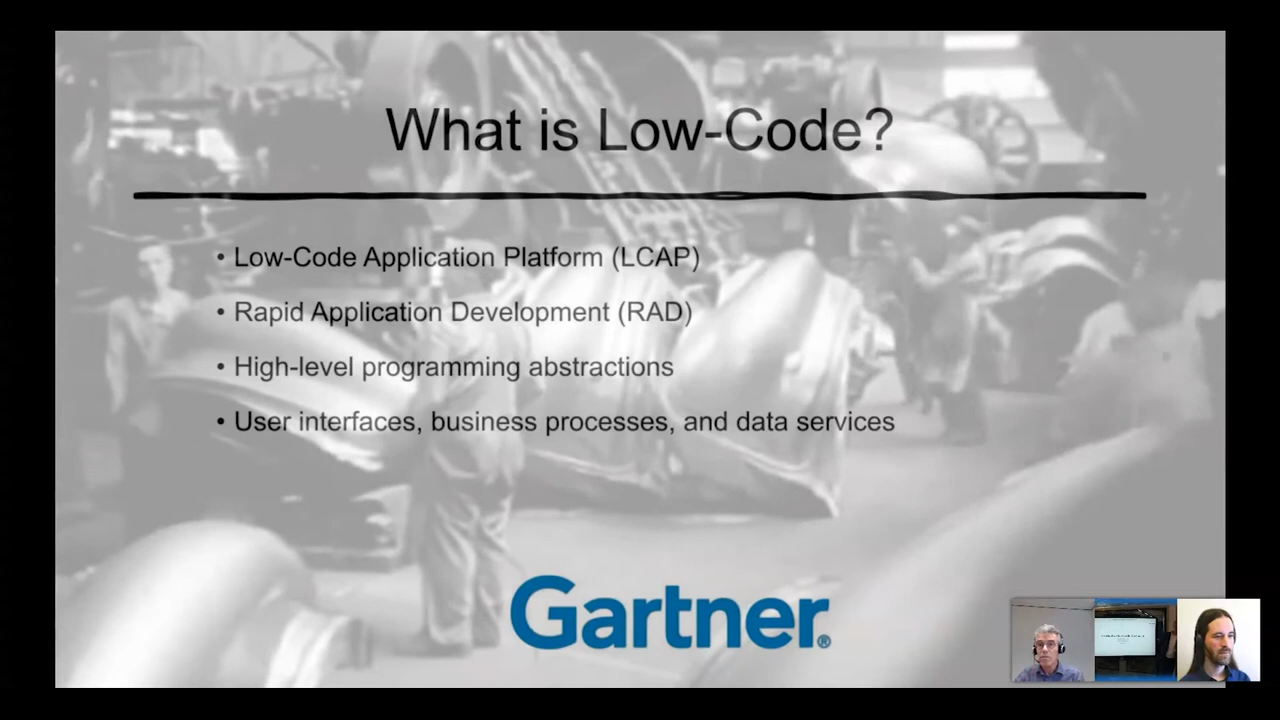 What is Low-Code?
• Low-Code Application Platform (LCAP)
• Rapid Application Development (RAD)
• High-level programming abstractions
• User interfaces, business processes, and data services
Gartner®